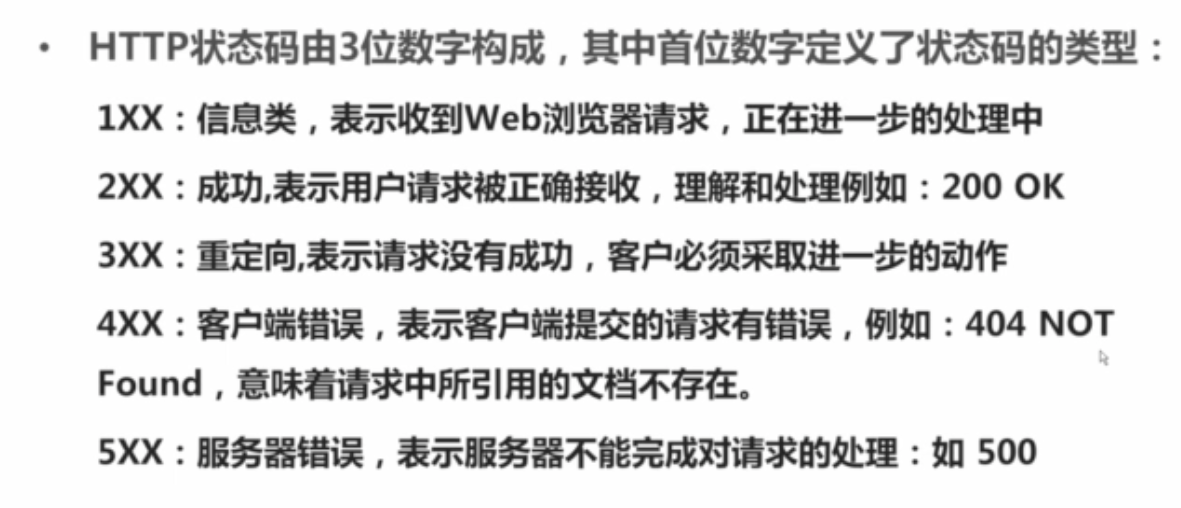 • HTTP状态码由3位数字构成，其中首位数字定义了状态码的类型：
1XX：信息类，表示收到Web浏览器请求，正在进一步的处理中
2XX：成功,表示用户请求被正确接收，理解和处理例如：200 OK
3XX：重定向,表示请求没有成功，客户必须采取进一步的动作
4XX：客户端错误，表示客户端提交的请求有错误，例如：404 NOT
Found，意味着请求中所引用的文档不存在。
5XX：服务器错误，表示服务器不能完成对请求的处理：如 500